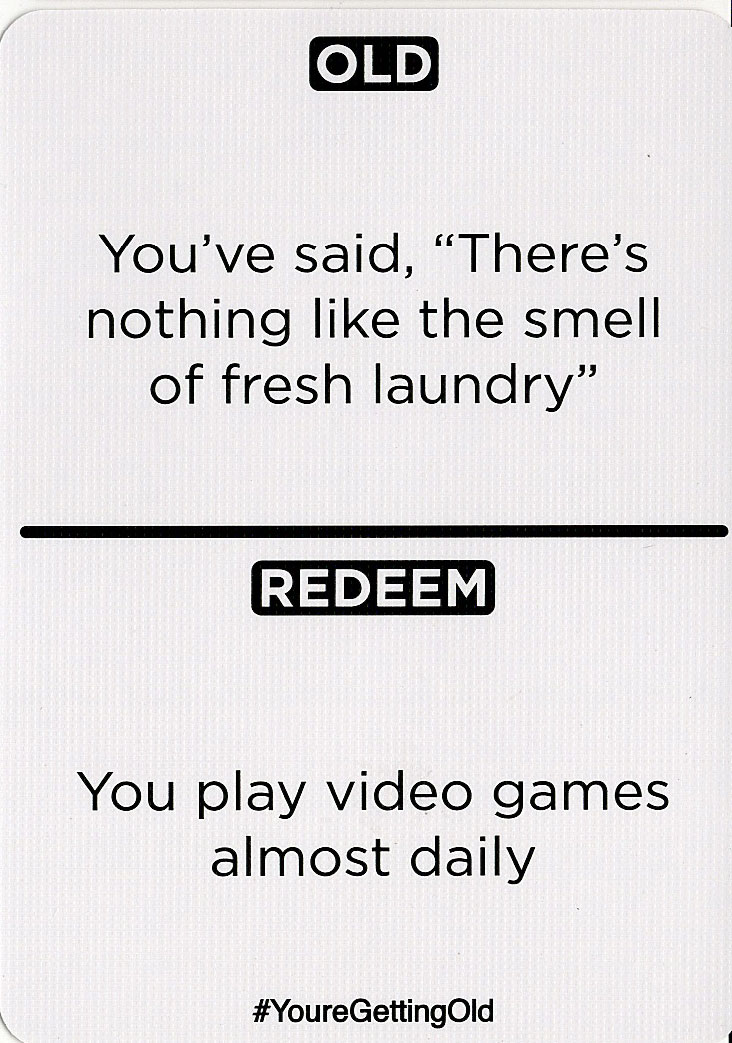 OLD
You’ve said, “There’s
nothing like the smell
of fresh laundry”
REDEEM
You play video games
almost daily
#YoureGettingOld